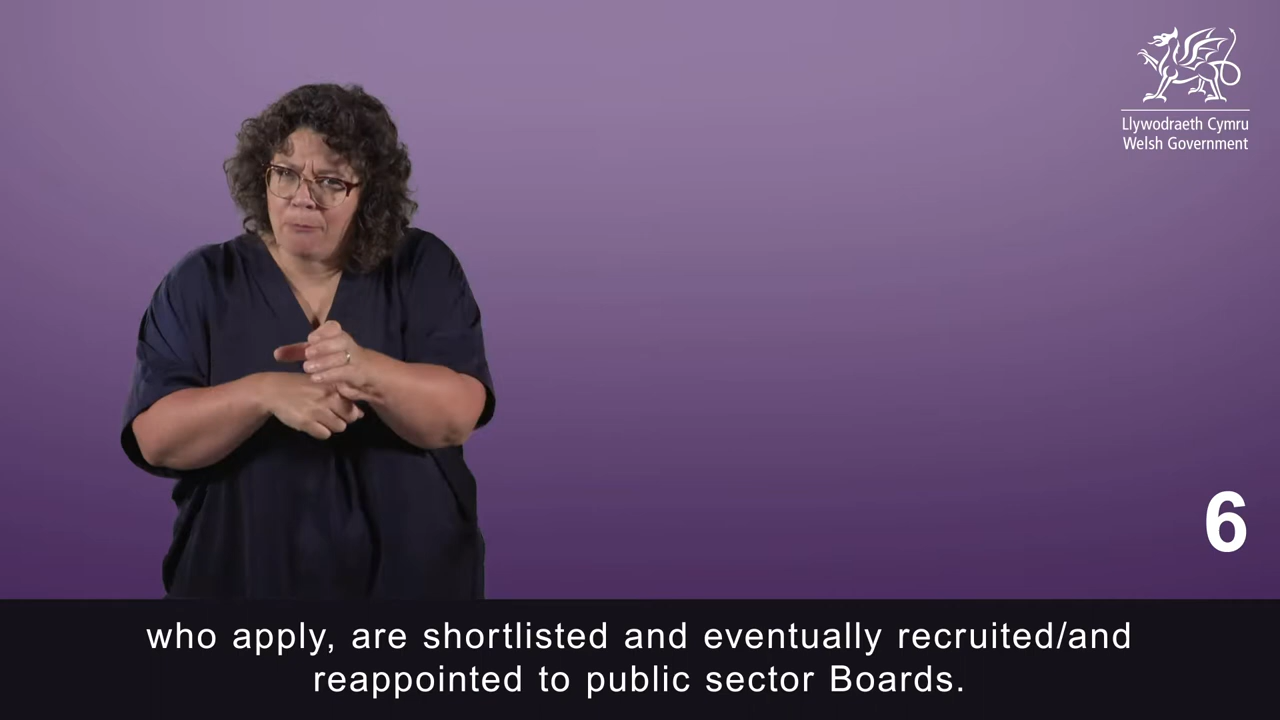 Llywodraeth Cymru
Welsh Government
6
who apply, are shortlisted and eventually recruited/and
reappointed to public sector Boards.